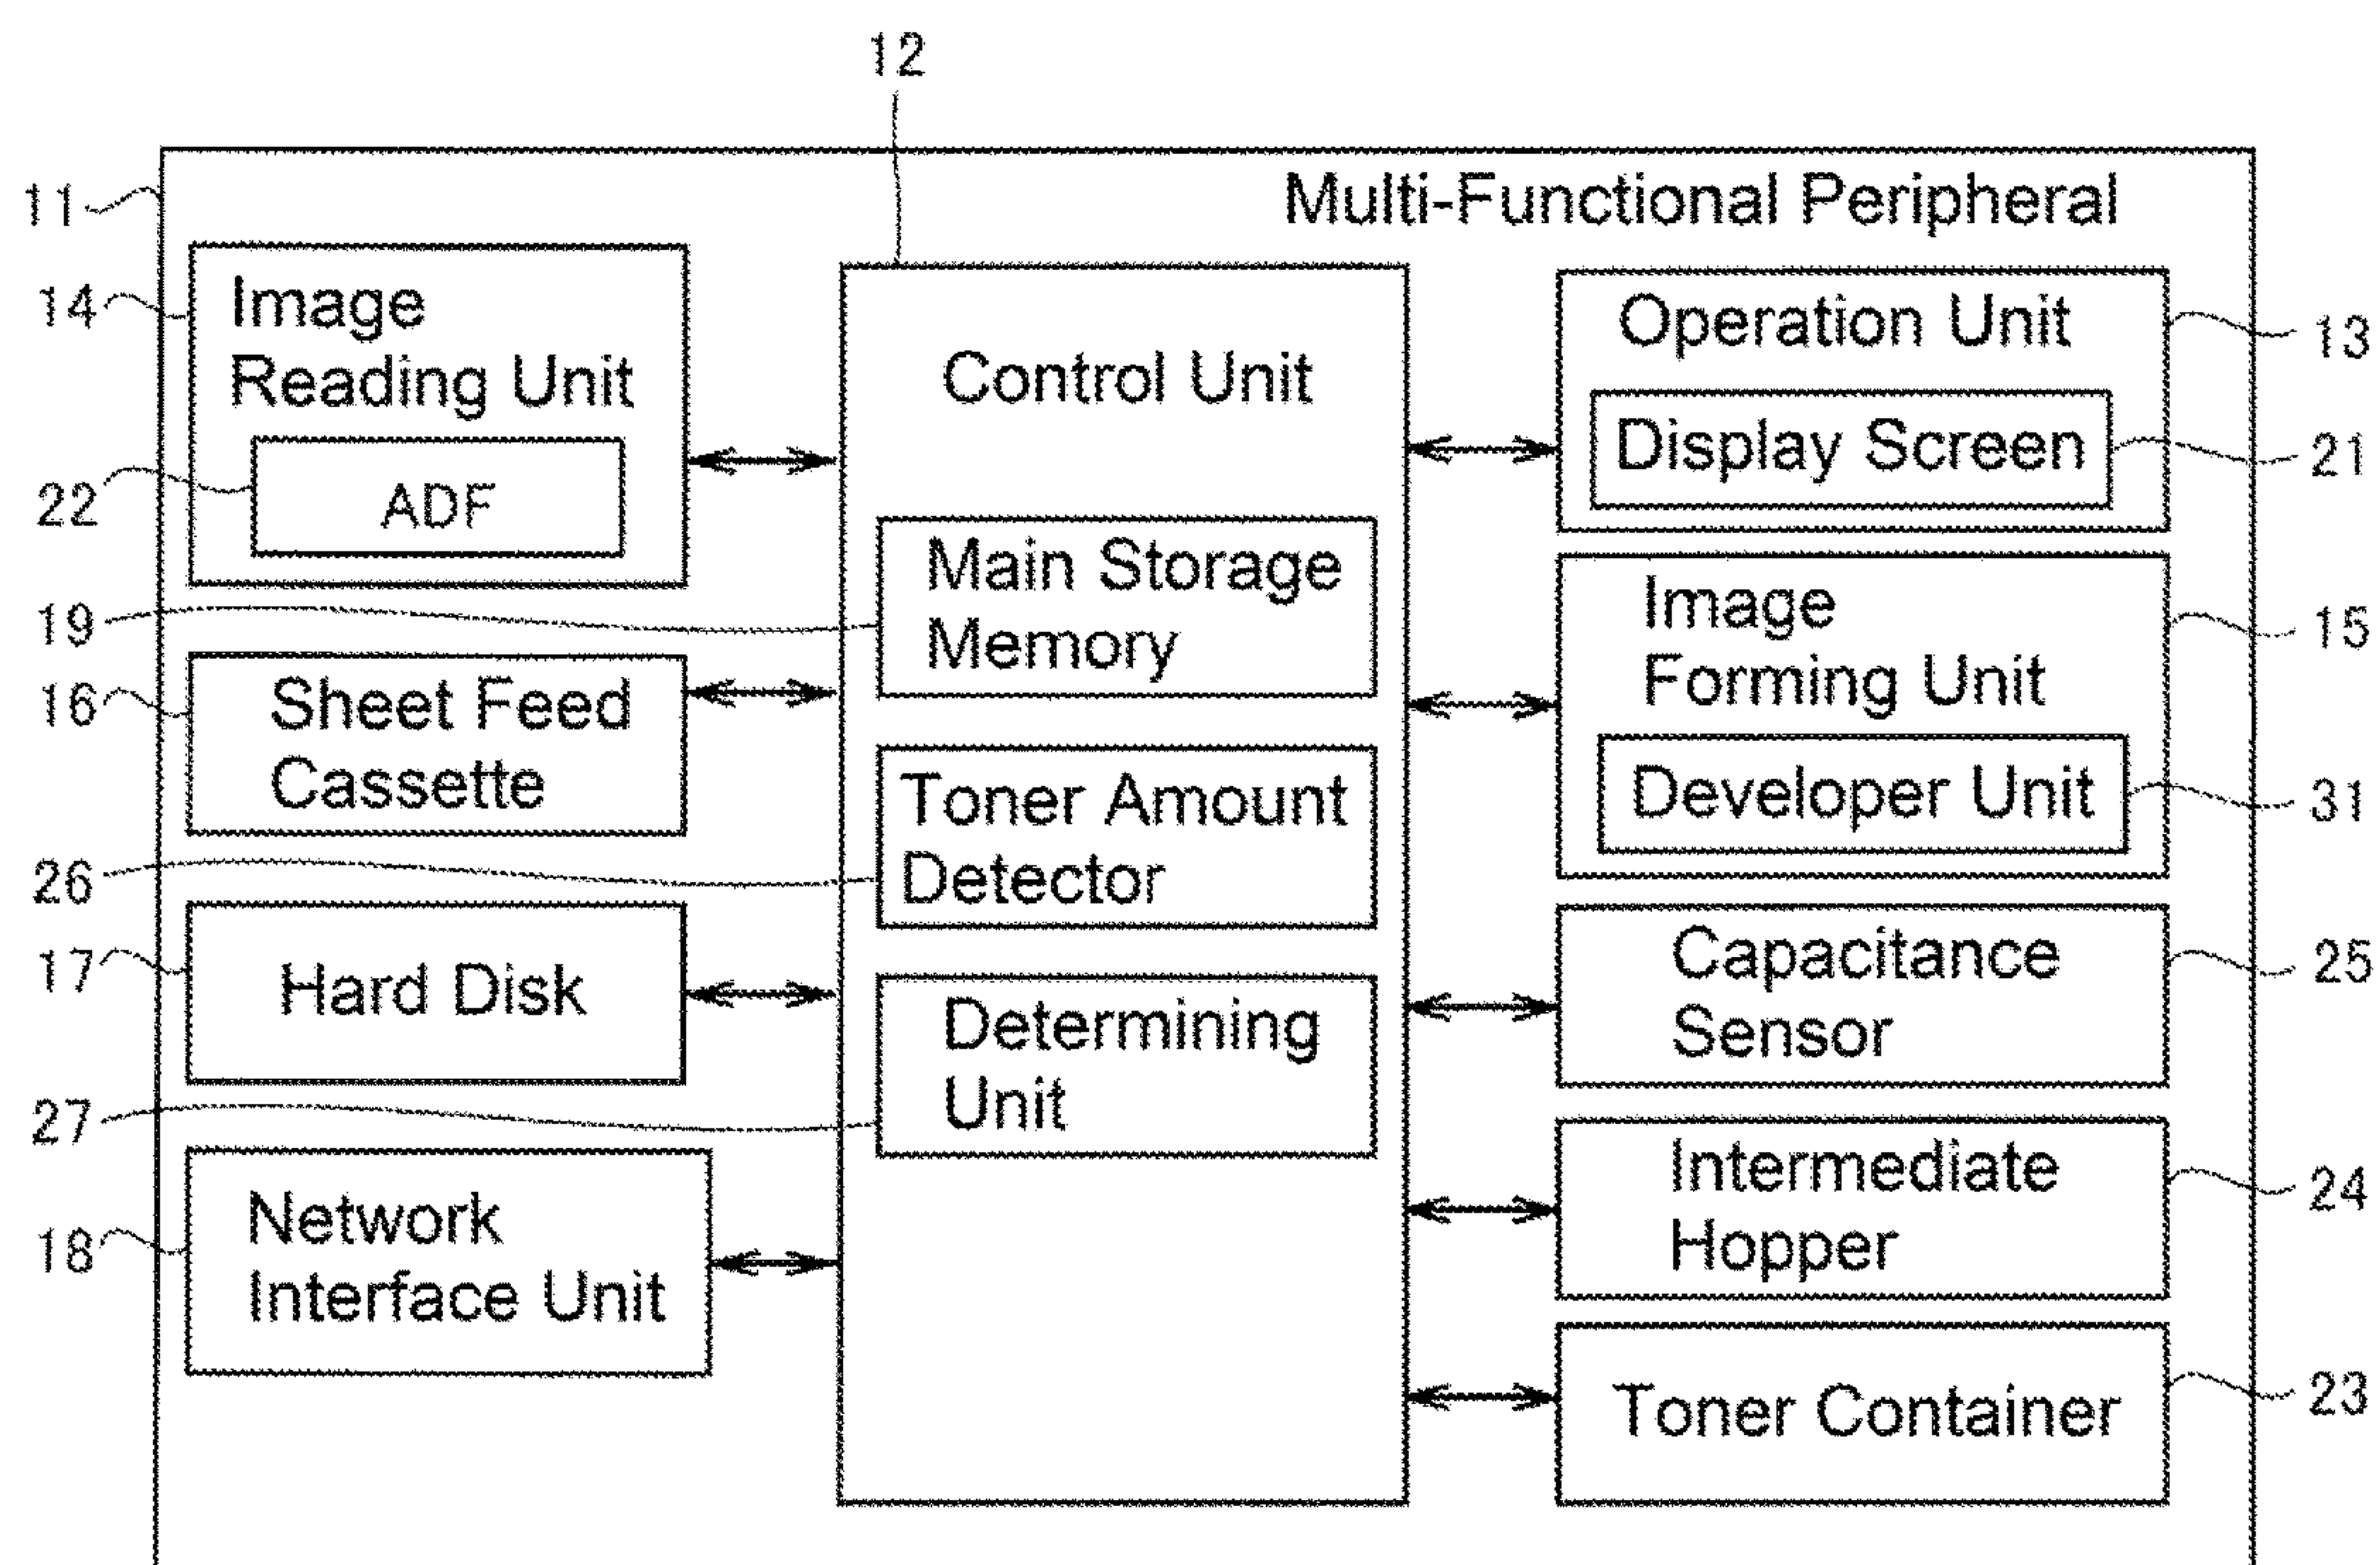 12
11
Multi-Functional Peripheral
14
Image
Reading Unit
22
ADF
19
16
Sheet Feed
Cassette
26
17
Hard Disk
27
18
Network
Interface Unit
Control Unit
Main Storage
Memory
Toner Amount
Detector
Determining
Unit
Operation Unit
13
Display Screen
21
Image
Forming Unit
15
Developer Unit
31
Capacitance
Sensor
25
Intermediate
Hopper
24
Toner Container
23